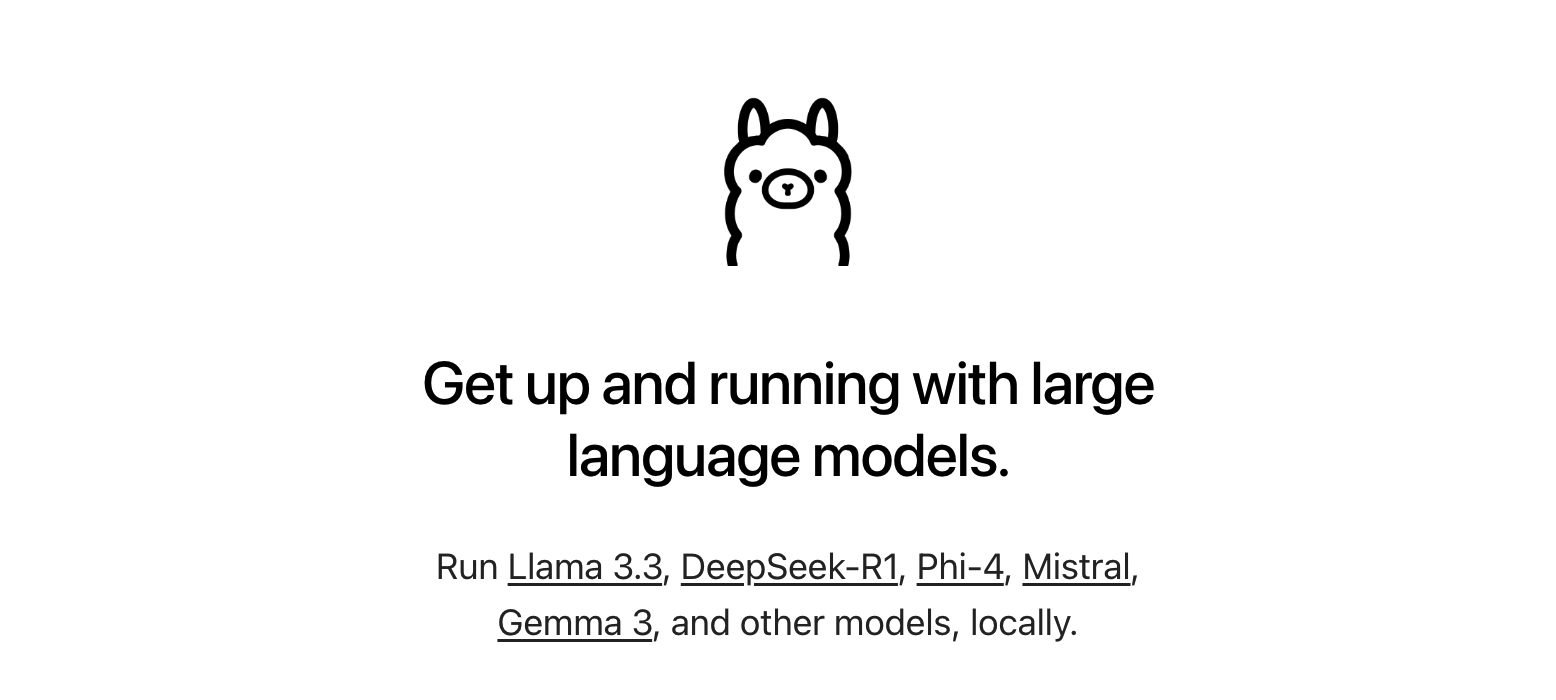 Get up and running with large
language models.
Run Llama 3.3, DeepSeek-R1, Phi-4, Mistral,
Gemma 3, and other models, locally.